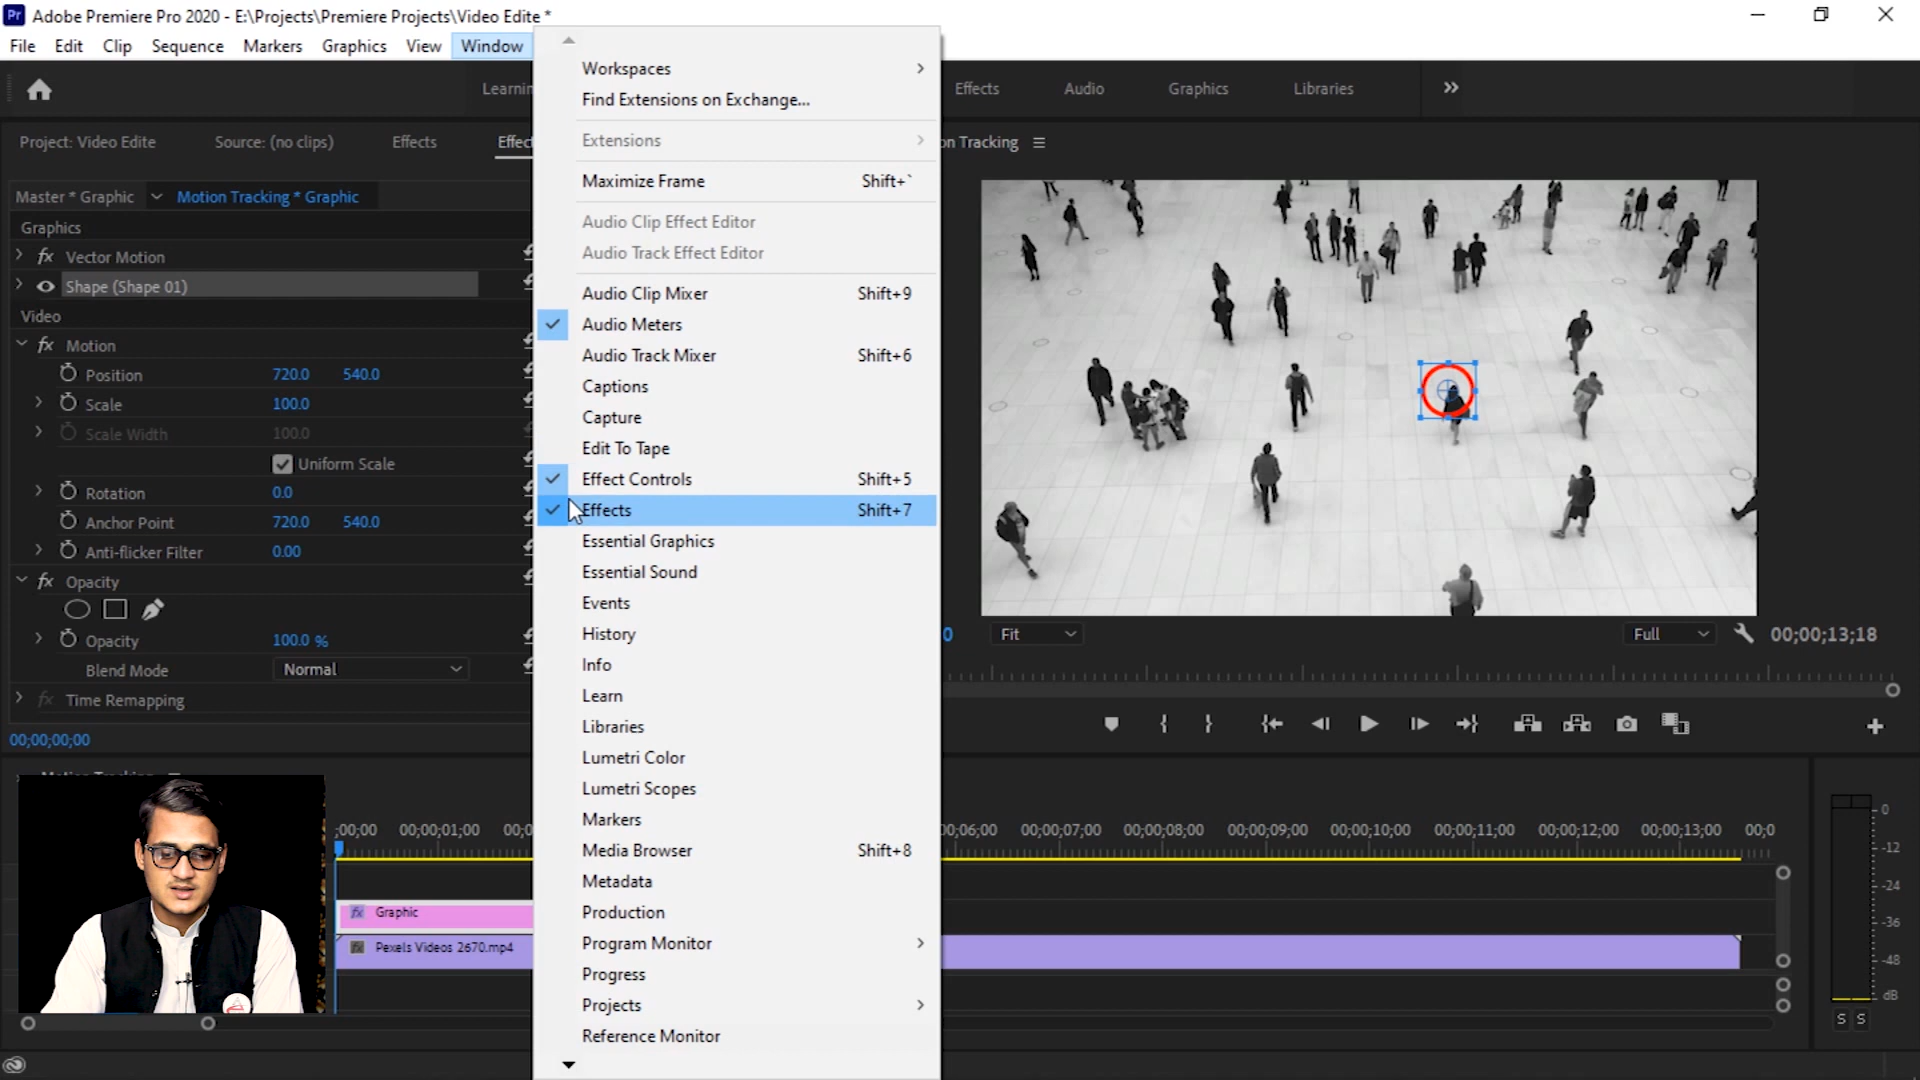 Adobe Premiere Pro 2020 - E:\Projects\Premiere Projects\Video Edite *
File Edit Clip Sequence Markers Graphics View Window
Effects Audio Graphics Libraries
Project: Video Edite Source: (no clips) Effects
Master * Graphic Motion Tracking * Graphic
Graphics
fx Vector Motion
Shape (Shape 01)
Video
fx Motion
Position 720.0 540.0
Scale 100.0
Scale Width 100.0
Uniform Scale
Rotation 0.0
Anchor Point 720.0 540.0
Anti-flicker Filter 0.00
fx Opacity
Opacity 100.0 %
Blend Mode Normal
fx Time Remapping
00;00;00;00
Workspaces
Find Extensions on Exchange...
Extensions
Maximize Frame Shift+`
Audio Clip Effect Editor
Audio Track Effect Editor
Audio Clip Mixer Shift+9
Audio Meters
Audio Track Mixer Shift+6
Captions
Capture
Edit To Tape
Effect Controls Shift+5
Effects Shift+7
Essential Graphics
Essential Sound
Events
History
Info
Learn
Libraries
Lumetri Color
Lumetri Scopes
Markers
Media Browser Shift+8
Metadata
Production
Program Monitor
Progress
Projects
Reference Monitor
Tracking
0 Fit Full 00;00;13;18
;00;00 00;00;01;00 00;00;07;00 00;00;08;00 00;00;09;00 00;00;10;00 00;00;11;00 00;00;12;00 00;00;13;00
fx Graphic
fx Pexels Videos 2670.mp4
0
-12
-24
-36
-48
dB
S S